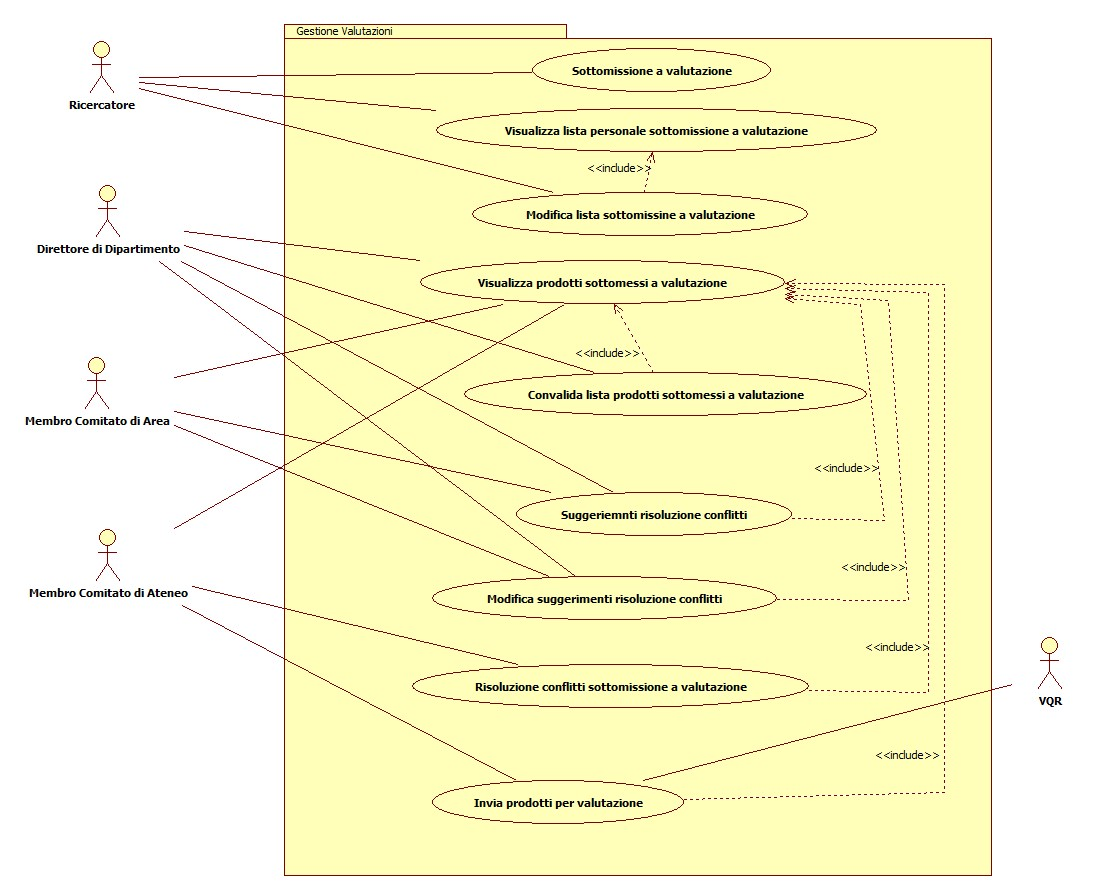 Gestione Valutazioni
Sottomissione a valutazione
Ricercatore
Visualizza lista personale sottomissione a valutazione
<<include>>
Modifica lista sottomissine a valutazione
Direttore di Dipartimento
Visualizza prodotti sottomessi a valutazione
<<include>>
Convalida lista prodotti sottomessi a valutazione
Membro Comitato di Area
<<include>>
Suggeriemnti risoluzione conflitti
<<include>>
Membro Comitato di Ateneo
Modifica suggerimenti risoluzione conflitti
<<include>>
Risoluzione conflitti sottomissione a valutazione
VQR
<<include>>
Invia prodotti per valutazione